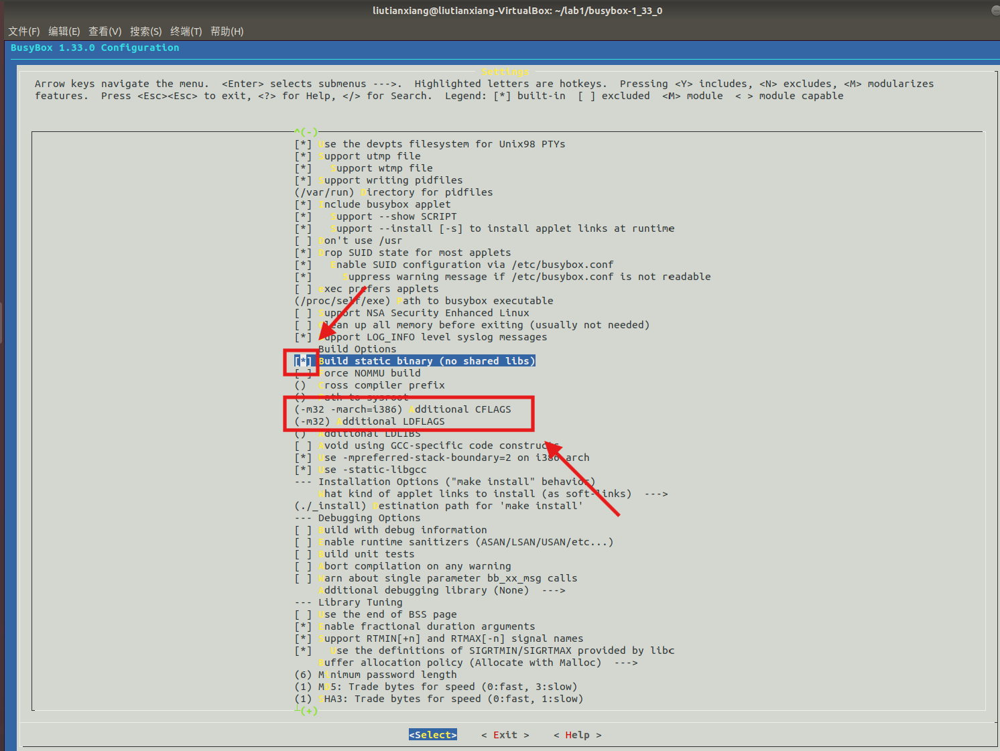 liutianxiang@liutianxiang-VirtualBox: ~/lab1/busybox-1_33_0
文件(F) 编辑(E) 查看(V) 搜索(S) 终端(T) 帮助(H)
BusyBox 1.33.0 Configuration
Settings
Arrow keys navigate the menu. <Enter> selects submenus --->. Highlighted letters are hotkeys. Pressing <Y> includes, <N> excludes, <M> modularizes
features. Press <Esc><Esc> to exit, <?> for Help, </> for Search. Legend: [*] built-in [ ] excluded <M> module < > module capable
^(-)
[*] Use the devpts filesystem for Unix98 PTYs
[*] Support utmp file
[*] Support wtmp file
[*] Support writing pidfiles
(/var/run) Directory for pidfiles
[*] Include busybox applet
[*] Support --show SCRIPT
[*] Support --install [-s] to install applet links at runtime
[ ] Don't use /usr
[*] Drop SUID state for most applets
[*] Enable SUID configuration via /etc/busybox.conf
[*] Suppress warning message if /etc/busybox.conf is not readable
[ ] exec prefers applets
(/proc/self/exe) Path to busybox executable
[ ] Support NSA Security Enhanced Linux
[ ] Clean up all memory before exiting (usually not needed)
[*] Support LOG_INFO level syslog messages
Build Options
[*] Build static binary (no shared libs)
[ ] Force NOMMU build
() Cross compiler prefix
() Path to sysroot
(-m32 -march=i386) Additional CFLAGS
(-m32) Additional LDFLAGS
() Additional LDLIBS
[ ] Avoid using GCC-specific code constructs
[*] Use -mpreferred-stack-boundary=2 on i386 arch
[*] Use -static-libgcc
--- Installation Options ("make install" behavior)
What kind of applet links to install (as soft-links) --->
(./_install) Destination path for 'make install'
--- Debugging Options
[ ] Build with debug information
[ ] Enable runtime sanitizers (ASAN/LSAN/USAN/etc...)
[ ] Build unit tests
[ ] Abort compilation on any warning
[ ] Warn about single parameter bb_xx_msg calls
Additional debugging library (None) --->
--- Library Tuning
[ ] Use the end of BSS page
[*] Enable fractional duration arguments
[*] Support RTMIN[+n] and RTMAX[-n] signal names
[*] Use the definitions of SIGRTMIN/SIGRTMAX provided by libc
Buffer allocation policy (Allocate with Malloc) --->
(6) Minimum password length
(1) MD5: Trade bytes for speed (0:fast, 3:slow)
(1) SHA3: Trade bytes for speed (0:fast, 1:slow)
(+)
<Select> < Exit > < Help >